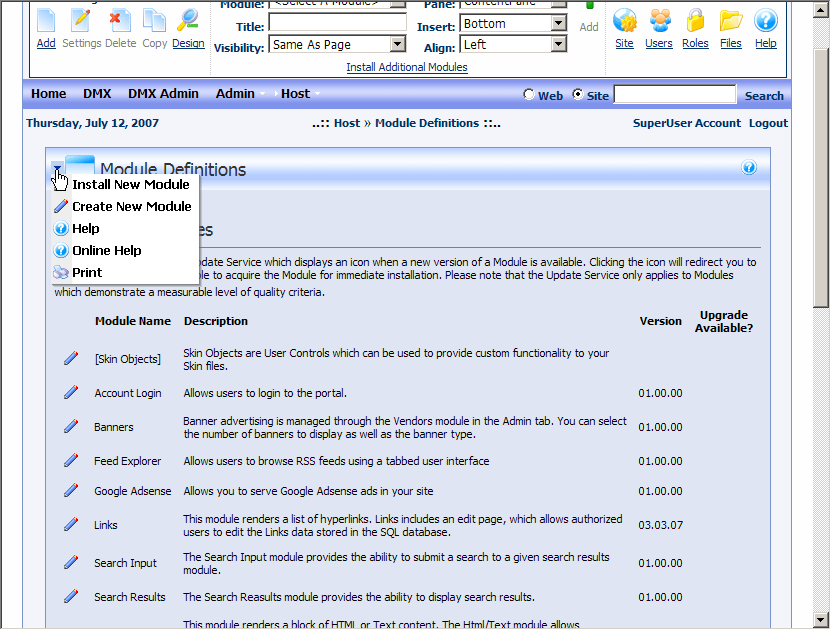 Module: <Select A Module> Pane: ContentPane
Title: Insert: Bottom Add
Add Settings Delete Copy Design Visibility: Same As Page Align: Left Site Users Roles Files Help
Install Additional Modules
Home DMX DMX Admin Admin Host Web Site Search
Thursday, July 12, 2007 ..:: Host » Module Definitions ::.. SuperUser Account Logout
Module Definitions
Install New Module
Create New Module
Help
Online Help
Print
pdate Service which displays an icon when a new version of a Module is available. Clicking the icon will redirect you to
to acquire the Module for immediate installation. Please note that the Update Service only applies to Modules
which demonstrate a measurable level of quality criteria.
Module Name Description Version Upgrade Available?
[Skin Objects] Skin Objects are User Controls which can be used to provide custom functionality to your
Skin files.
Account Login Allows users to login to the portal. 01.00.00
Banners Banner advertising is managed through the Vendors module in the Admin tab. You can select
the number of banners to display as well as the banner type. 01.00.00
Feed Explorer Allows users to browse RSS feeds using a tabbed user interface 01.00.00
Google Adsense Allows you to serve Google Adsense ads in your site 01.00.00
Links This module renders a list of hyperlinks. Links includes an edit page, which allows authorized
users to edit the Links data stored in the SQL database. 03.03.07
Search Input The Search Input module provides the ability to submit a search to a given search results
module. 01.00.00
Search Results The Search Reasults module provides the ability to display search results. 01.00.00
This module renders a block of HTML or Text content. The Html/Text module allows